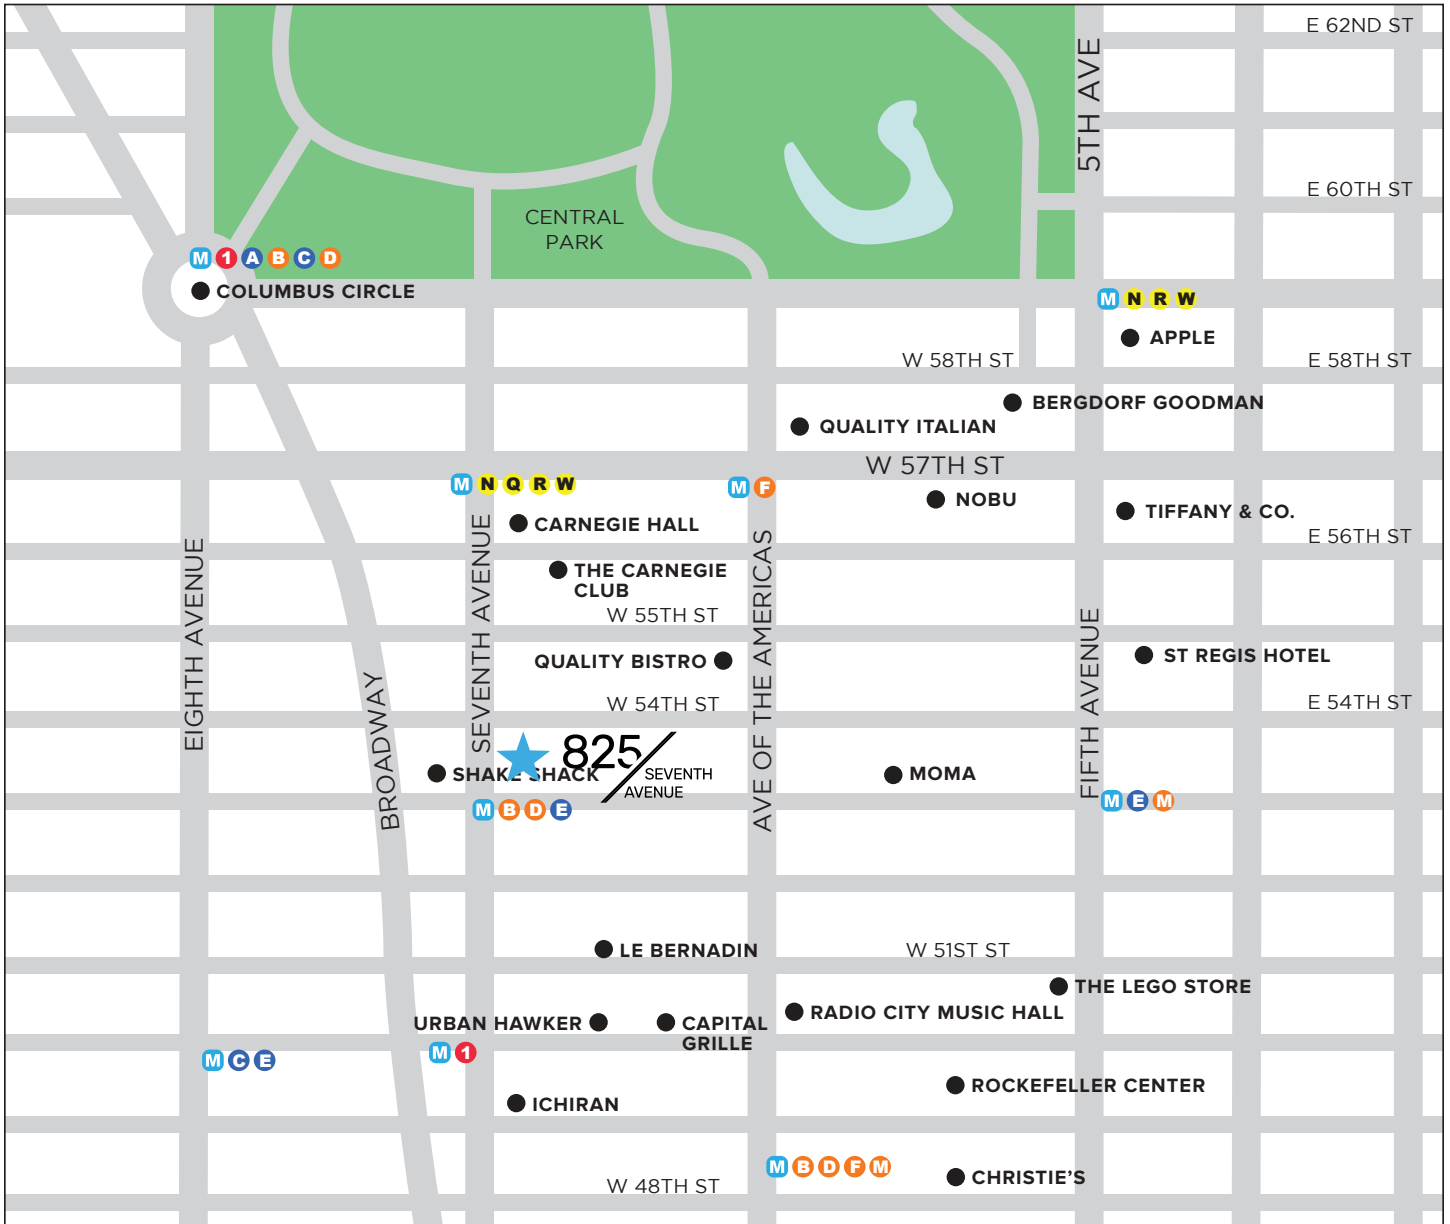 E 62ND ST
5TH AVE
E 60TH ST
CENTRAL
PARK
M 1 A B C D
COLUMBUS CIRCLE
M N R W
APPLE
W 58TH ST
E 58TH ST
BERGDORF GOODMAN
QUALITY ITALIAN
W 57TH ST
M N Q R W
M F
NOBU
TIFFANY & CO.
CARNEGIE HALL
E 56TH ST
THE CARNEGIE
CLUB
W 55TH ST
EIGHTH AVENUE
SEVENTH AVENUE
AVE OF THE AMERICAS
FIFTH AVENUE
BROADWAY
QUALITY BISTRO
ST REGIS HOTEL
W 54TH ST
E 54TH ST
825
SEVENTH
AVENUE
SHAKE SHACK
MOMA
M B D E
M E M
LE BERNADIN
W 51ST ST
THE LEGO STORE
RADIO CITY MUSIC HALL
URBAN HAWKER
CAPITAL
GRILLE
M C E
M 1
ROCKEFELLER CENTER
ICHIRAN
M B D F M
CHRISTIE'S
W 48TH ST